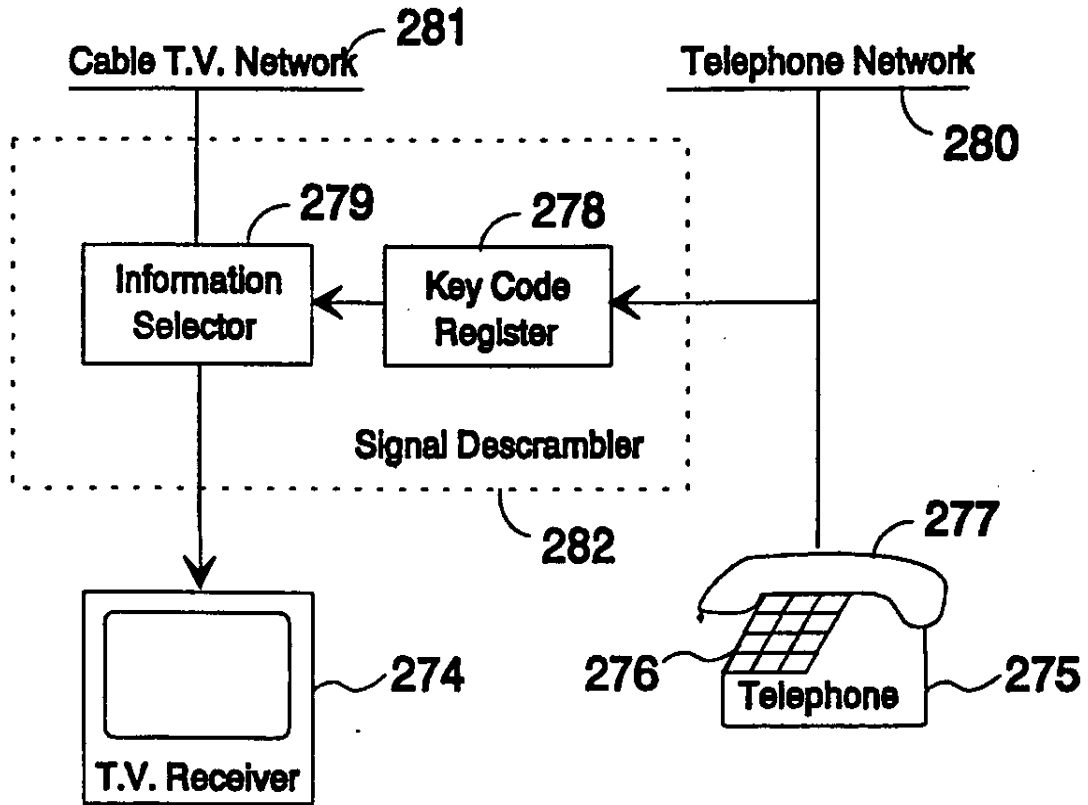 281
Cable T.V. Network
Telephone Network
280
279
278
Information
Selector
Key Code
Register
Signal Descrambler
282
277
274
276
275
Telephone
T.V. Receiver